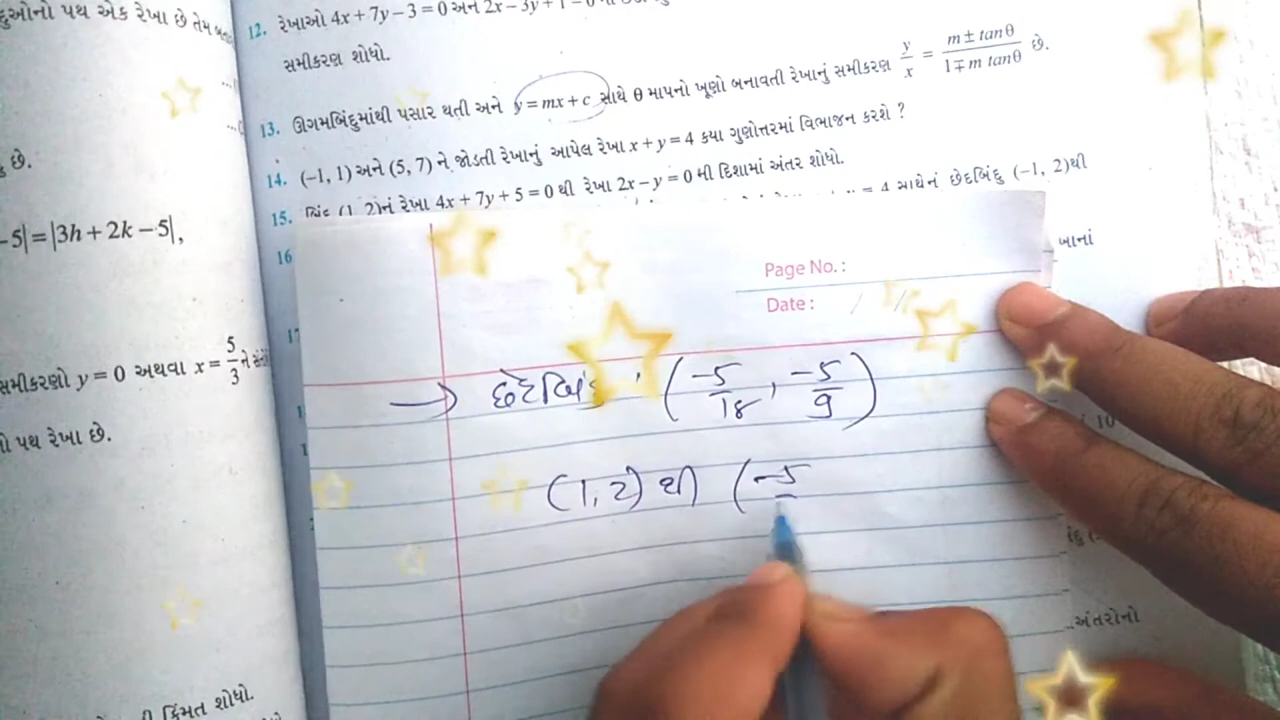 દુઓનો પથ એક રેખા છે તેમ
છે.
-5|=|3h + 2k -5|,
સમીકરણો y = 0 અથવા x = 5/3 ને
પથ રેખા છે.
કિંમત શોધો.
12. રેખાઓ 4x + 7y – 3 = 0 અને 2x – 3y + 1
સમીકરણ શોધો.
13. ઊગમબિંદુમાંથી પસાર થતી અને y = mx + c સાથે θ માપનો ખૂણો બનાવતી રેખાનું સમીકરણ y/x = (m ± tanθ)/(1 ∓ m tanθ) છે.
14. (–1, 1) અને (5, 7) ને જોડતી રેખાનું આપેલ રેખા x + y = 4 કયા ગુણોત્તરમાં વિભાજન કરશે ?
15. (1, 2)નું રેખા 4x + 7y + 5 = 0 થી રેખા 2x – y = 0 ની દિશામાં અંતર શોધો.
16 = 4 સાથેનું છેદબિંદુ (–1, 2)થી
ખાનાં
17
Page No. :
Date : / /
→ છેદબિંદુ : (-5/18, -5/9)
(1, 2) થી (-5
10
અંતરોનો